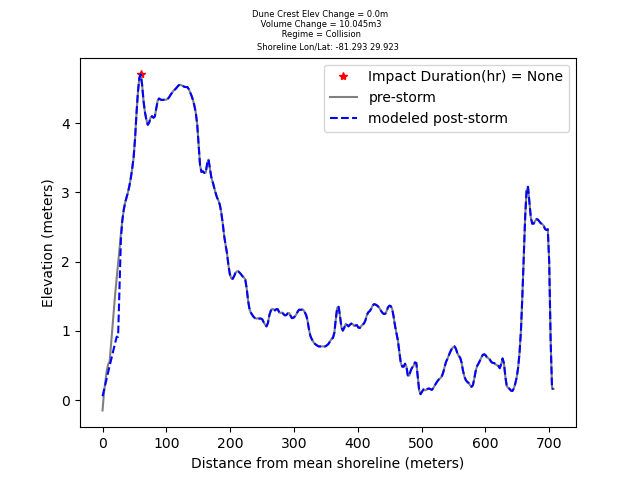 Dune Crest Elev Change = 0.0m
Volume Change = 10.045m3
Regime = Collision
Shoreline Lon/Lat: -81.293 29.923
Impact Duration(hr) = None
pre-storm
modeled post-storm
Elevation (meters)
4
3
2
1
0
0 100 200 300 400 500 600 700
Distance from mean shoreline (meters)